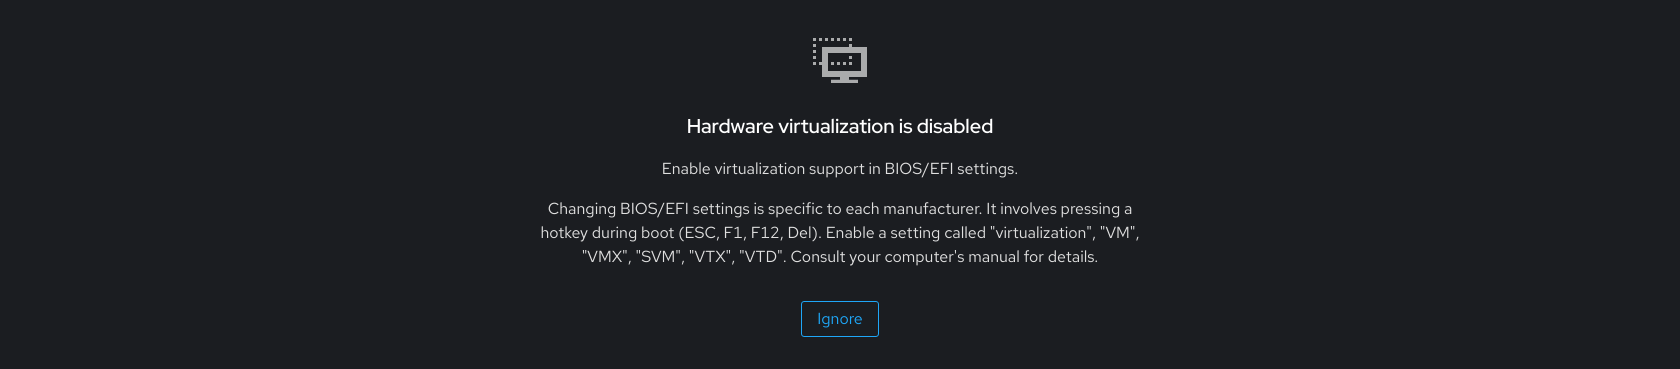 Hardware virtualization is disabled
Enable virtualization support in BIOS/EFI settings.
Changing BIOS/EFI settings is specific to each manufacturer. It involves pressing a
hotkey during boot (ESC, F1, F12, Del). Enable a setting called "virtualization", "VM",
"VMX", "SVM", "VTX", "VTD". Consult your computer's manual for details.
Ignore